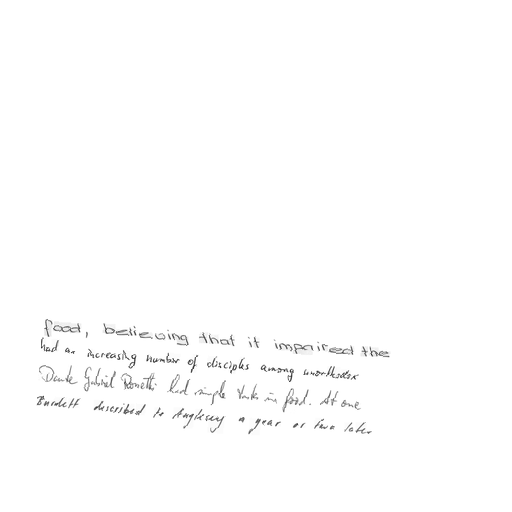 food, believing that it impaired the
had an increasing number of disciples among unorthodox
Dante Gabriel Rossetti had simple tastes in food. At one
Burdett described to Anglesey a year or two later